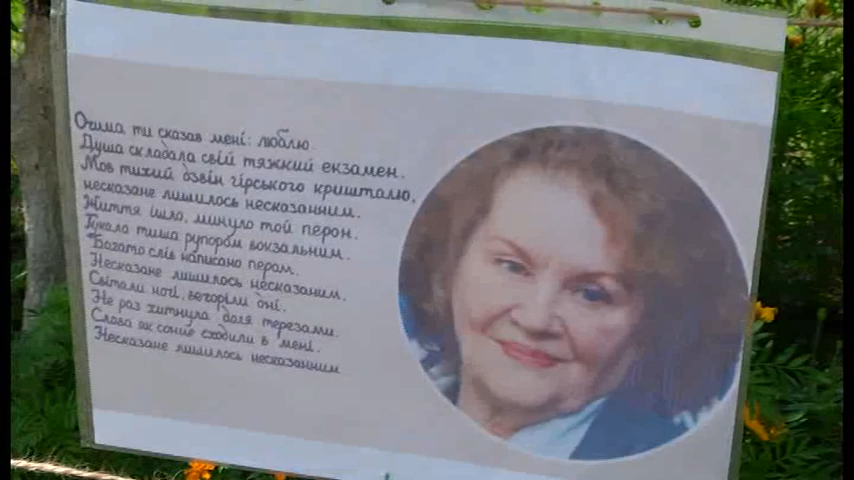 Очима ти сказав мені: люблю.
Душа складала свій тяжкий екзамен.
Мов тихий дзвін гірського кришталю,
несказане лишилось несказанним.
Життя ішло, минуло той перон.
Гукала тиша рупором вокзальним.
Багато слів написано пером.
Несказане лишилось несказаним.
Світали ночі, вечоріли дні.
Не раз хитнула доля терезами.
Слова як сонце сходили в мені.
Несказане лишилось несказанним